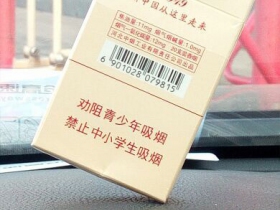 中国从这里走来
焦油量:11mg 烟气烟碱量:1.0mg
6 901028 079815
劝阻青少年吸烟
禁止中小学生吸烟